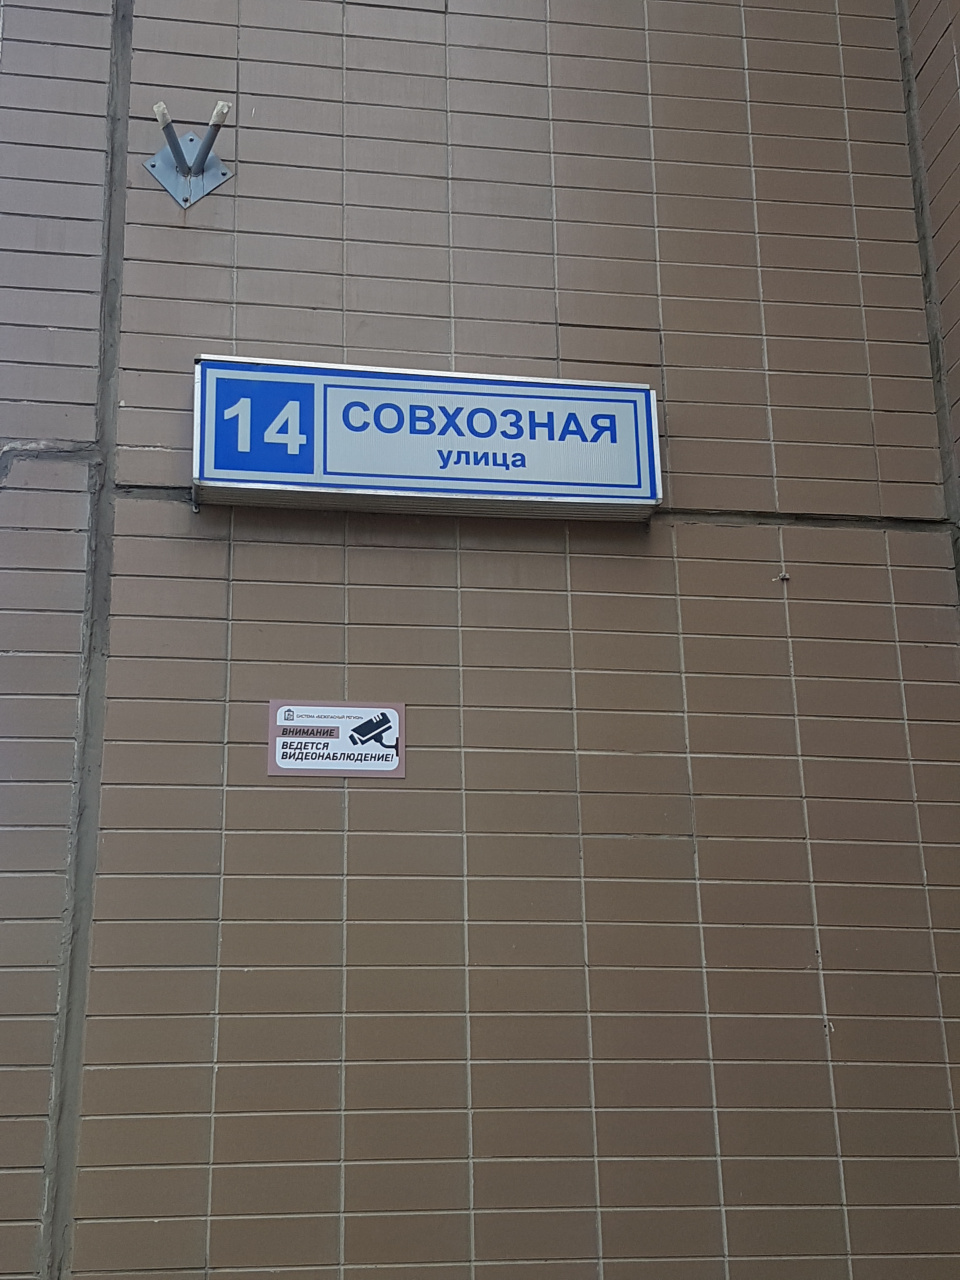 14
СОВХОЗНАЯ
улица
СИСТЕМА «БЕЗОПАСНЫЙ РЕГИОН»
ВНИМАНИЕ
ВЕДЕТСЯ
ВИДЕОНАБЛЮДЕНИЕ!